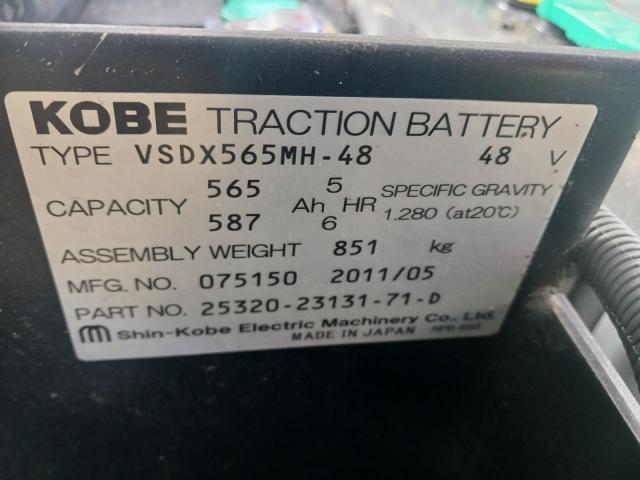 KOBE TRACTION BATTERY
TYPE VSDX565MH-48 48 V
CAPACITY 565 Ah 5 HR SPECIFIC GRAVITY
587 6 1.280 (at20℃)
ASSEMBLY WEIGHT 851 kg
MFG. NO. 075150 2011/05
PART NO. 25320-23131-71-D
Shin-Kobe Electric Machinery Co., Ltd.
MADE IN JAPAN